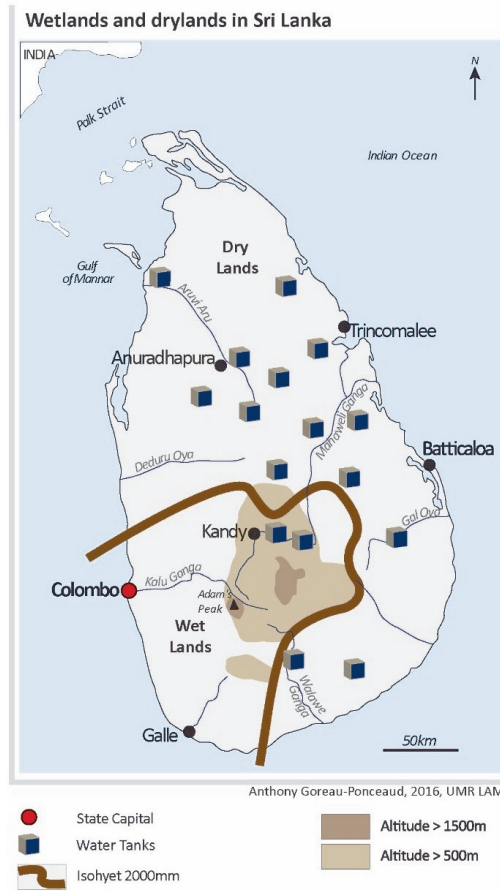 Wetlands and drylands in Sri Lanka
INDIA
N
Palk Strait
Indian Ocean
Dry
Lands
Gulf
of Mannar
Aruvi Aru
Trincomalee
Anuradhapura
Mahawell Ganga
Deduru Oya
Batticaloa
Gal Oya
Kandy
Colombo
Kalu Ganga
Adam's
Peak
Wet
Lands
Walawe
Ganga
Galle
50km
Anthony Goreau-Ponceaud, 2016, UMR LAM
State Capital
Water Tanks
Isohyet 2000mm
Altitude > 1500m
Altitude > 500m